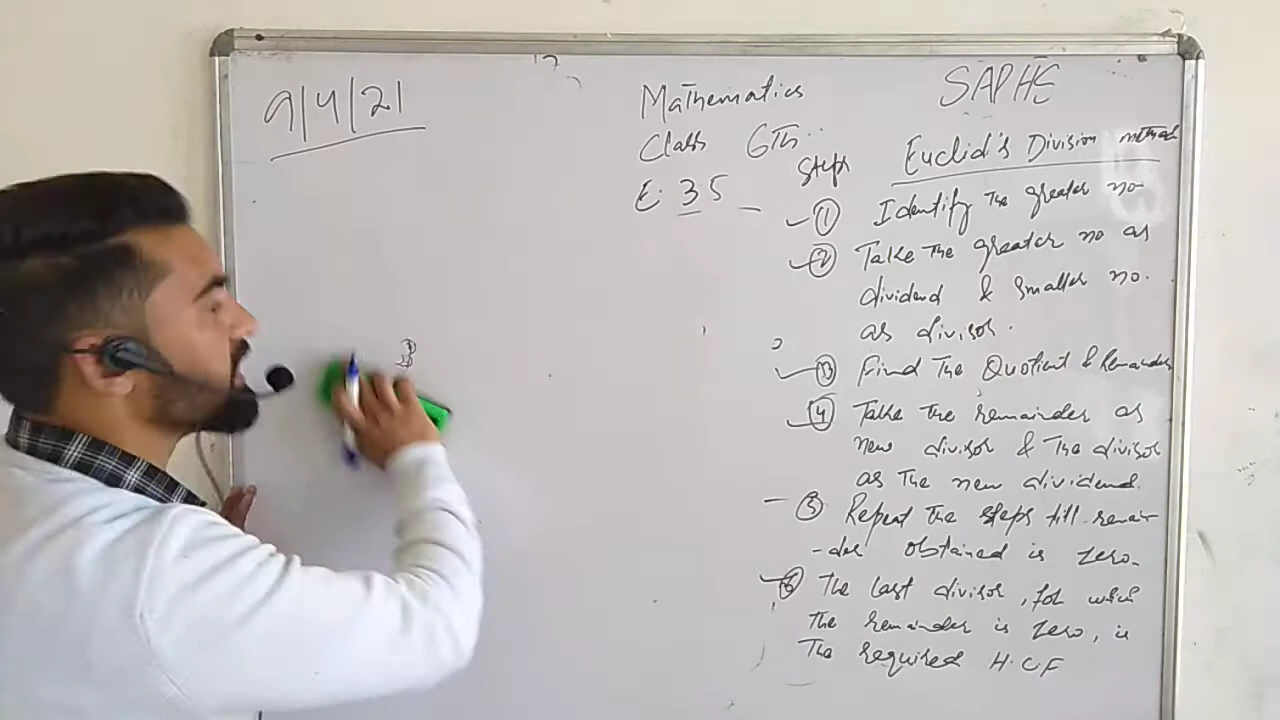 9/4/21
Mathematics
Class 6th
E: 35
SAPHE
Euclid's Division method
Steps
① Identify the greater no
② Take the greater no as
dividend & smaller no.
as divisor.
③ Find the Quotient & Remainder
④ Take the remainder as
new divisor & the divisor
as the new dividend.
⑤ Repeat the steps till remain
-der obtained is zero.
⑥ The last divisor, for which
the remainder is zero, is
the required H.C.F